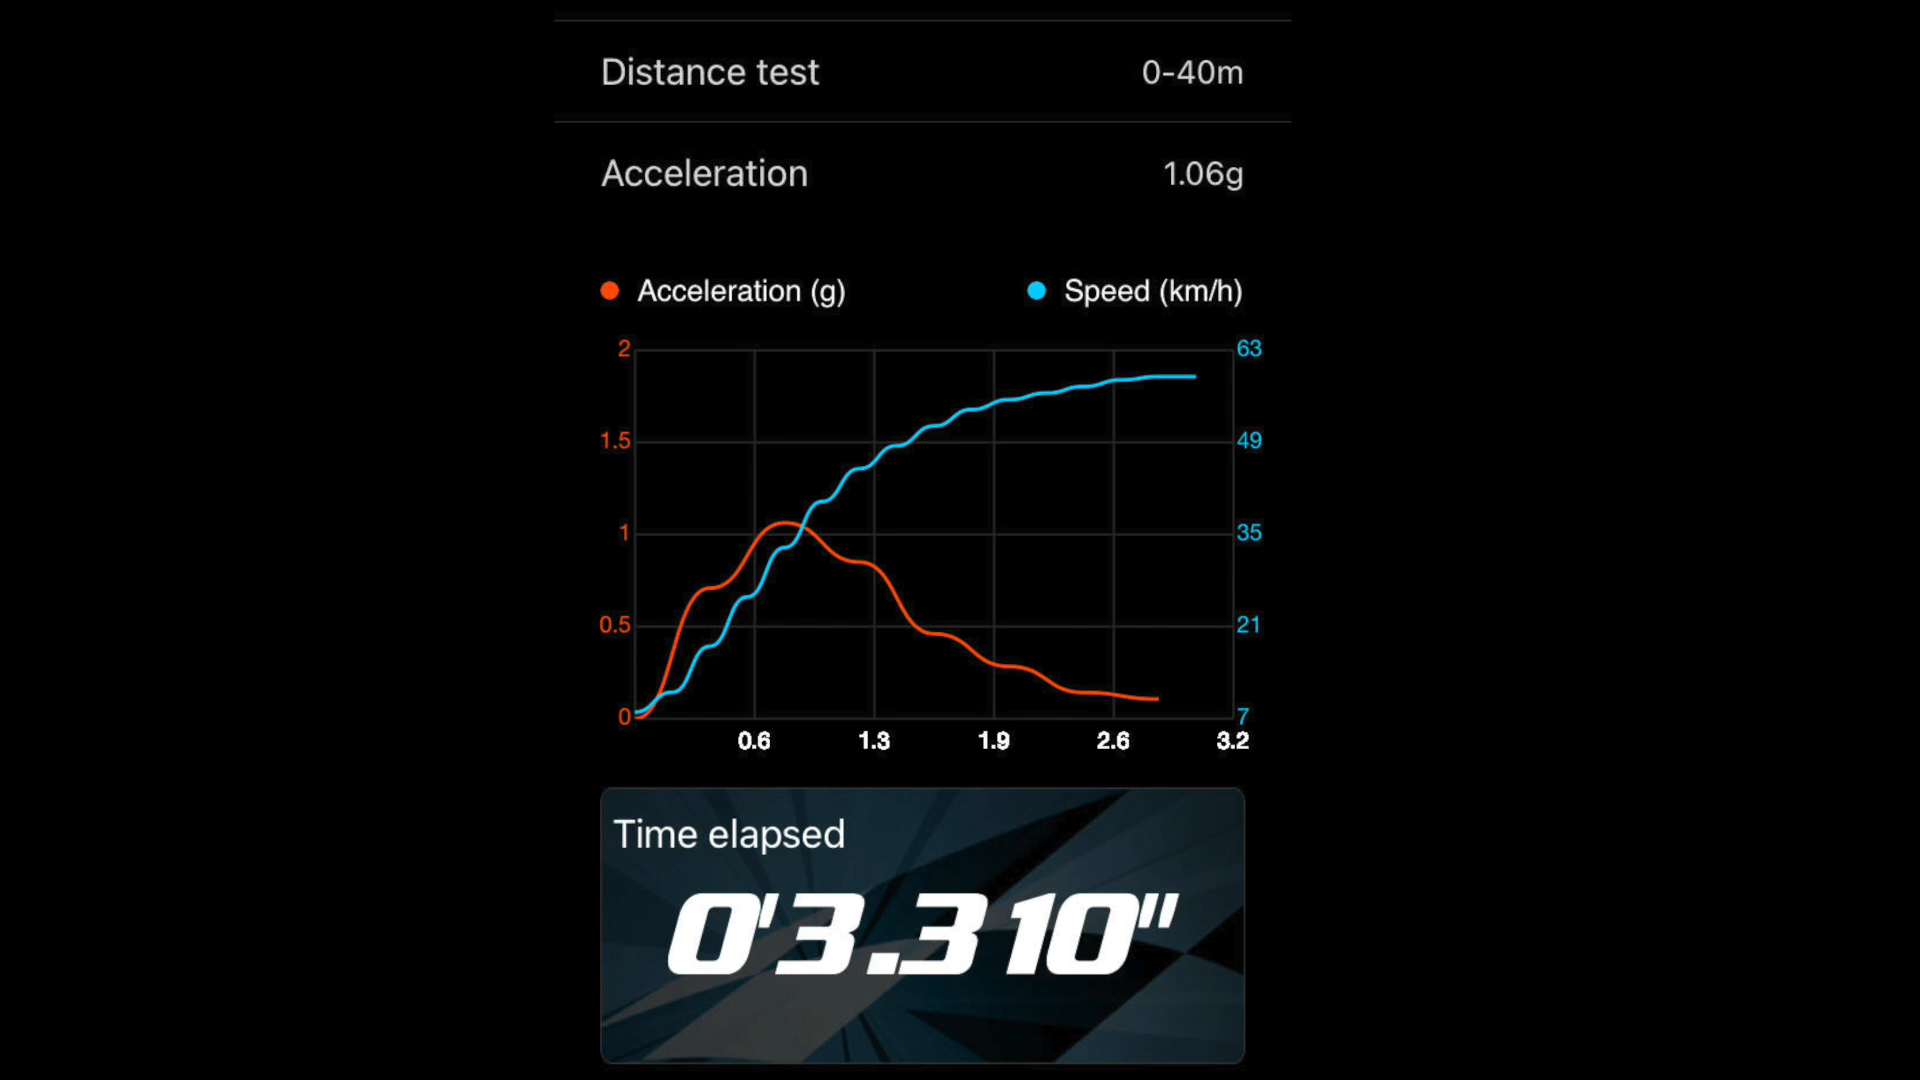 Distance test 0-40m
Acceleration 1.06g
Acceleration (g) Speed (km/h)
2 63
1.5 49
1 35
0.5 21
0 7
0.6 1.3 1.9 2.6 3.2
Time elapsed
0'3.310"